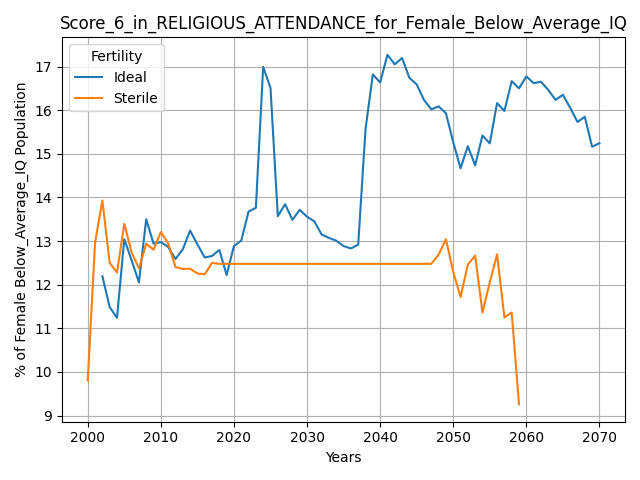 Score_6_in_RELIGIOUS_ATTENDANCE_for_Female_Below_Average_IQ
Fertility
Ideal
Sterile
% of Female Below_Average_IQ Population
17
16
15
14
13
12
11
10
9
2000 2010 2020 2030 2040 2050 2060 2070
Years